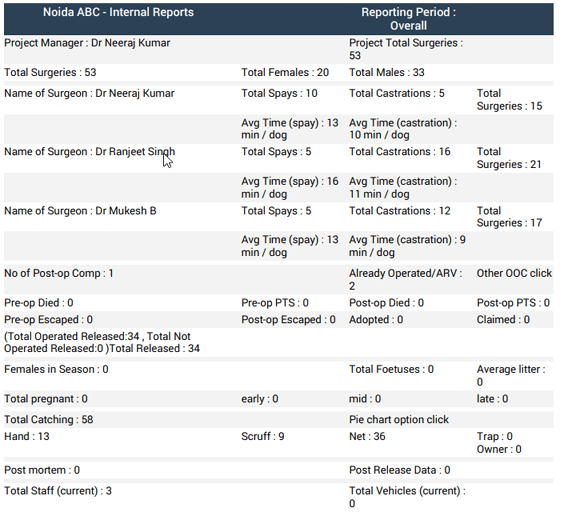 Noida ABC - Internal Reports
Reporting Period :
Overall
Project Manager : Dr Neeraj Kumar
Project Total Surgeries :
53
Total Surgeries : 53
Total Females : 20
Total Males : 33
Name of Surgeon : Dr Neeraj Kumar
Total Spays : 10
Total Castrations : 5
Total
Surgeries : 15
Avg Time (spay) : 13
min / dog
Avg Time (castration) :
10 min / dog
Name of Surgeon : Dr Ranjeet Singh
Total Spays : 5
Total Castrations : 16
Total
Surgeries : 21
Avg Time (spay) : 16
min / dog
Avg Time (castration) :
11 min / dog
Name of Surgeon : Dr Mukesh B
Total Spays : 5
Total Castrations : 12
Total
Surgeries : 17
Avg Time (spay) : 13
min / dog
Avg Time (castration) : 9
min / dog
No of Post-op Comp : 1
Already Operated/ARV :
2
Other OOC click
Pre-op Died : 0
Pre-op PTS : 0
Post-op Died : 0
Post-op PTS : 0
Pre-op Escaped : 0
Post-op Escaped : 0
Adopted : 0
Claimed : 0
(Total Operated Released:34 , Total Not
Operated Released:0 )Total Released : 34
Females in Season : 0
Total Foetuses : 0
Average litter :
0
Total pregnant : 0
early : 0
mid : 0
late : 0
Total Catching : 58
Pie chart option click
Hand : 13
Scruff : 9
Net : 36
Trap : 0
Owner : 0
Post mortem : 0
Post Release Data : 0
Total Staff (current) : 3
Total Vehicles (current) :
0